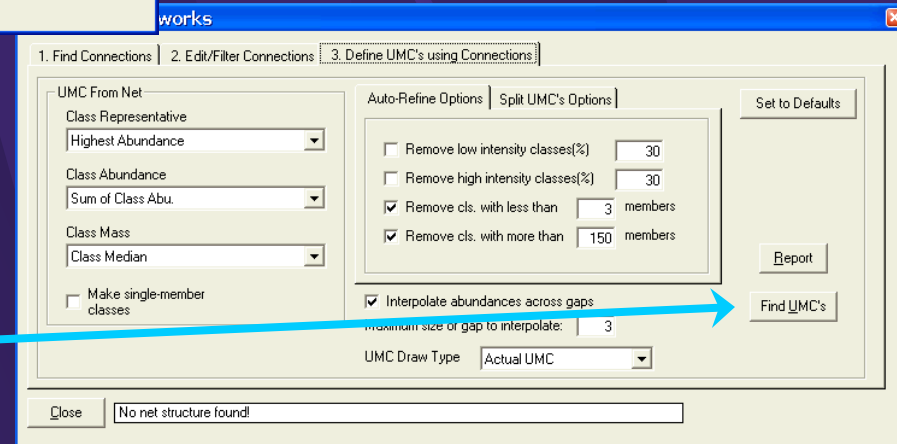 works
1. Find Connections 2. Edit/Filter Connections 3. Define UMC's using Connections
UMC From Net
Class Representative
Highest Abundance
Class Abundance
Sum of Class Abu.
Class Mass
Class Median
Make single-member
classes
Auto-Refine Options Split UMC's Options
Remove low intensity classes(%) 30
Remove high intensity classes(%) 30
Remove cls. with less than 3 members
Remove cls. with more than 150 members
Interpolate abundances across gaps
Maximum size of gap to interpolate: 3
UMC Draw Type Actual UMC
Set to Defaults
Report
Find UMC's
Close No net structure found!